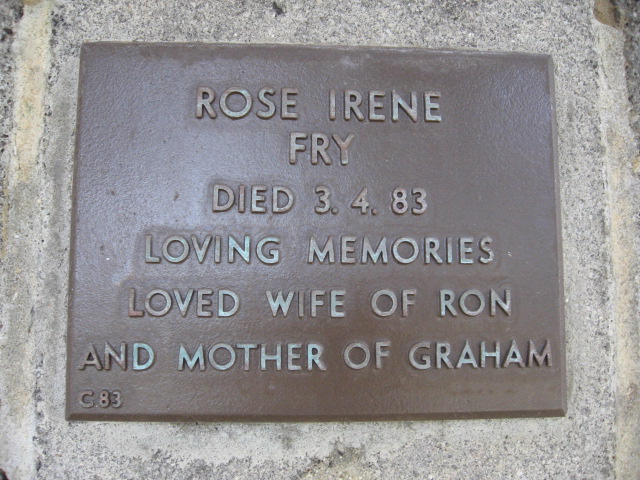 ROSE IRENE
FRY
DIED 3. 4. 83
LOVING MEMORIES
LOVED WIFE OF RON
AND MOTHER OF GRAHAM
C.83